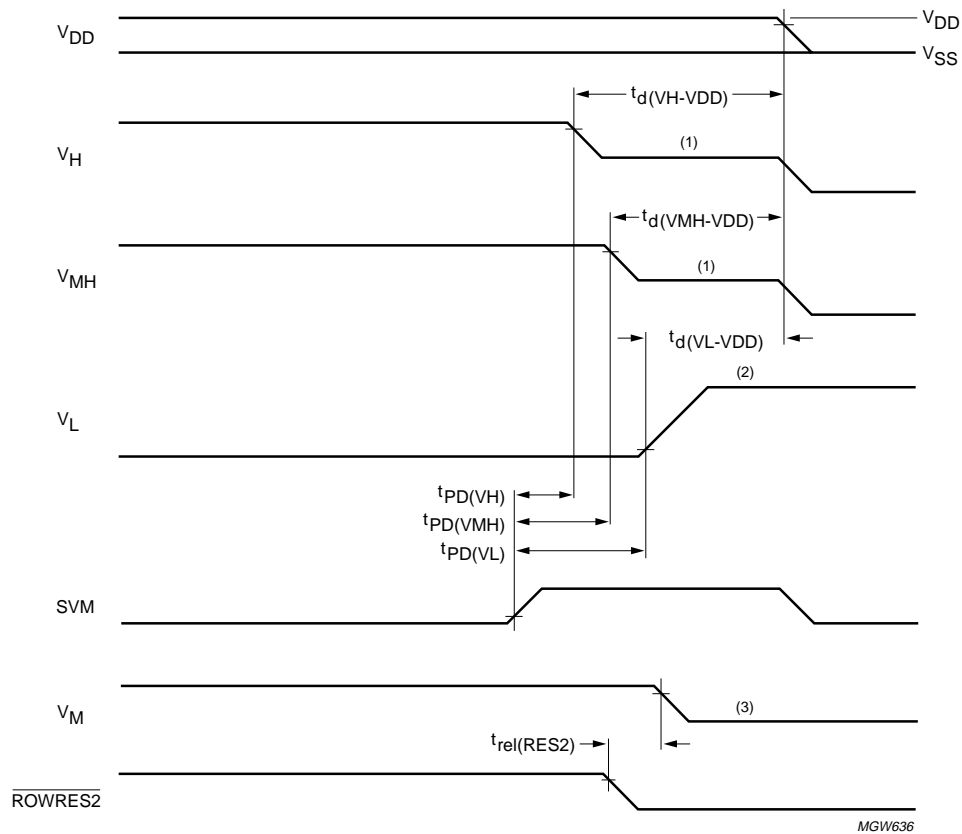 VDD
VDD
VSS
td(VH-VDD)
VH
(1)
td(VMH-VDD)
VMH
(1)
td(VL-VDD)
(2)
VL
tPD(VH)
tPD(VMH)
tPD(VL)
SVM
VM
(3)
trel(RES2)
ROWRES2
MGW636